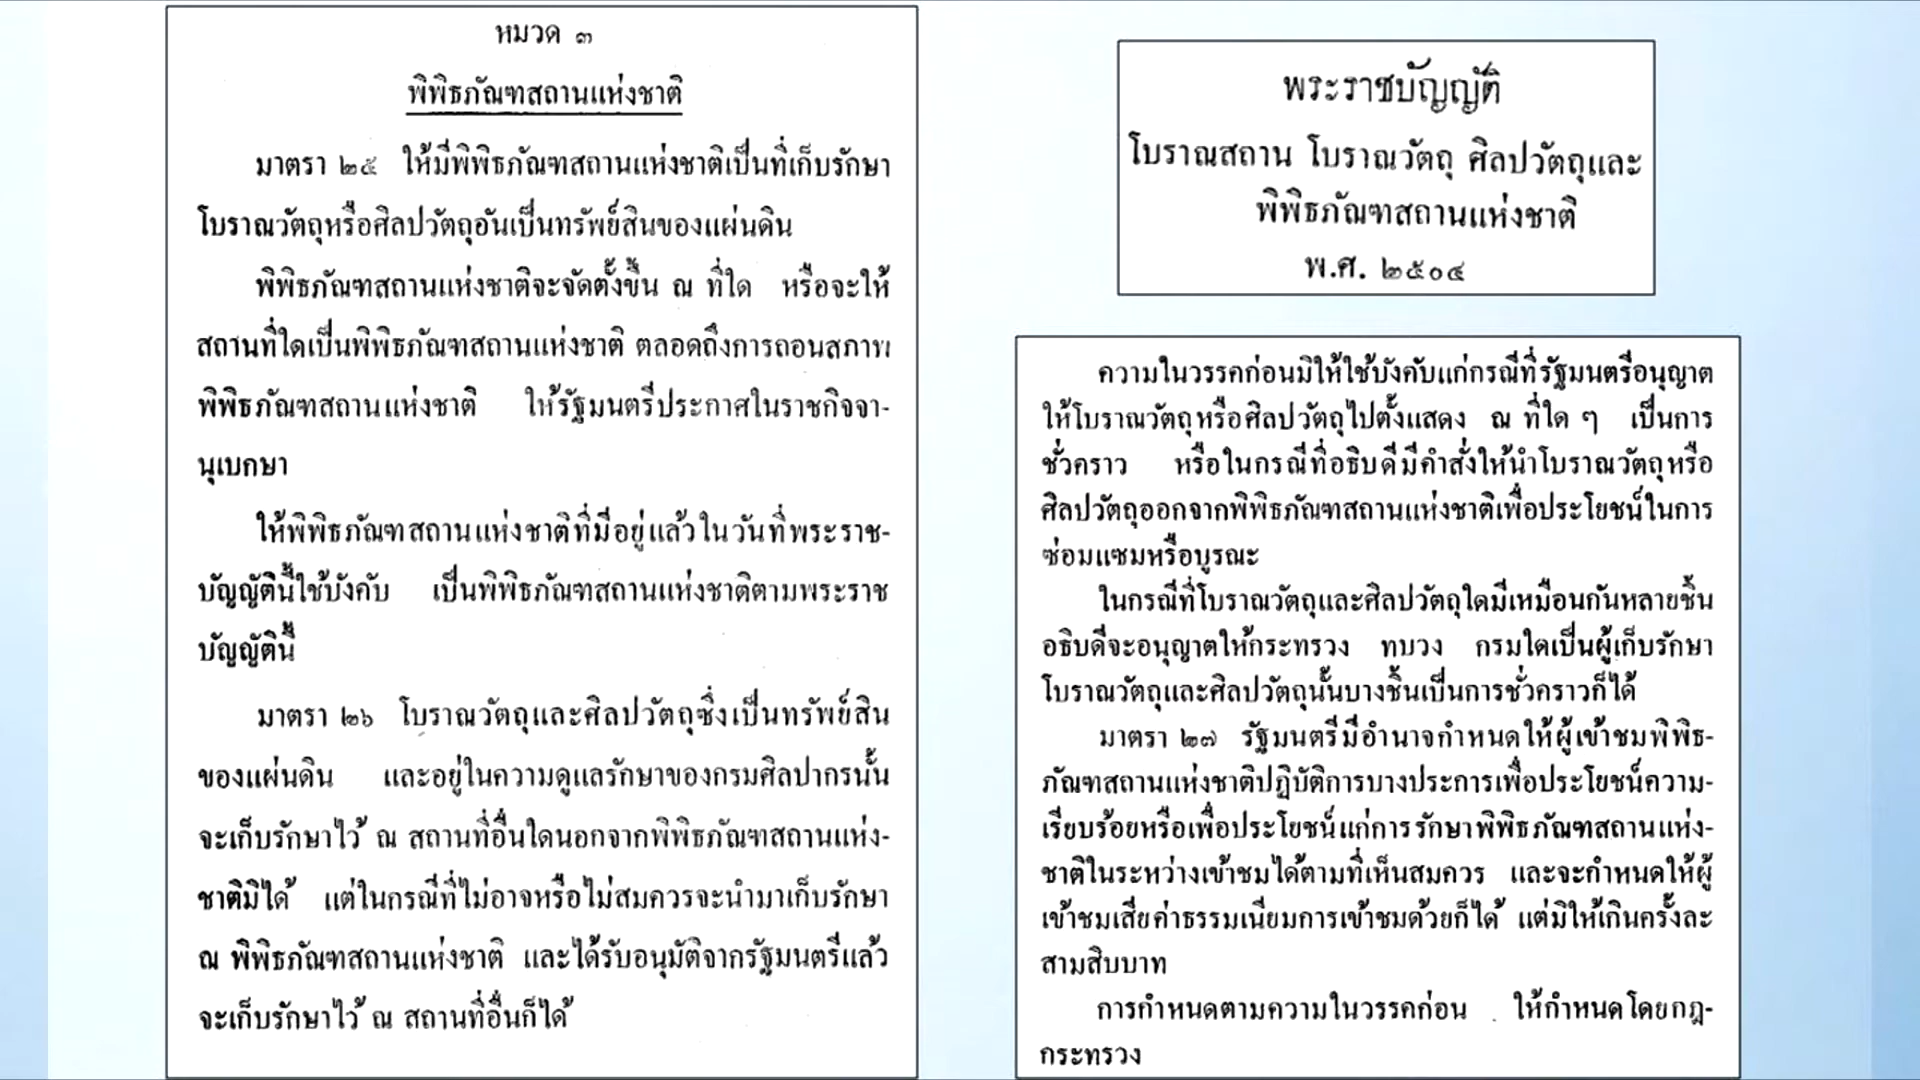 หมวด ๓
พิพิธภัณฑสถานแห่งชาติ
มาตรา ๒๕ ให้มีพิพิธภัณฑสถานแห่งชาติเป็นที่เก็บรักษา
โบราณวัตถุหรือศิลปวัตถุอันเป็นทรัพย์สินของแผ่นดิน
พิพิธภัณฑสถานแห่งชาติจะจัดตั้งขึ้น ณ ที่ใด หรือจะให้
สถานที่ใดเป็นพิพิธภัณฑสถานแห่งชาติ ตลอดถึงการถอนสภาพ
พิพิธภัณฑสถานแห่งชาติ ให้รัฐมนตรีประกาศในราชกิจจา-
นุเบกษา
ให้พิพิธภัณฑสถานแห่งชาติที่มีอยู่แล้วในวันที่พระราช-
บัญญัตินี้ใช้บังคับ เป็นพิพิธภัณฑสถานแห่งชาติตามพระราช
บัญญัตินี้
มาตรา ๒๖ โบราณวัตถุและศิลปวัตถุซึ่งเป็นทรัพย์สิน
ของแผ่นดิน และอยู่ในความดูแลรักษาของกรมศิลปากรนั้น
จะเก็บรักษาไว้ ณ สถานที่อื่นใดนอกจากพิพิธภัณฑสถานแห่ง-
ชาติมิได้ แต่ในกรณีที่ไม่อาจหรือไม่สมควรจะนำมาเก็บรักษา
ณ พิพิธภัณฑสถานแห่งชาติ และได้รับอนุมัติจากรัฐมนตรีแล้ว
จะเก็บรักษาไว้ ณ สถานที่อื่นก็ได้
พระราชบัญญัติ
โบราณสถาน โบราณวัตถุ ศิลปวัตถุและ
พิพิธภัณฑสถานแห่งชาติ
พ.ศ. ๒๕๐๔
ความในวรรคก่อนมิให้ใช้บังคับแก่กรณีที่รัฐมนตรีอนุญาต
ให้โบราณวัตถุหรือศิลปวัตถุไปตั้งแสดง ณ ที่ใด ๆ เป็นการ
ชั่วคราว หรือในกรณีที่อธิบดีมีคำสั่งให้นำโบราณวัตถุหรือ
ศิลปวัตถุออกจากพิพิธภัณฑสถานแห่งชาติเพื่อประโยชน์ในการ
ซ่อมแซมหรือบูรณะ
ในกรณีที่โบราณวัตถุและศิลปวัตถุใดมีเหมือนกันหลายชิ้น
อธิบดีจะอนุญาตให้กระทรวง ทบวง กรมใดเป็นผู้เก็บรักษา
โบราณวัตถุและศิลปวัตถุนั้นบางชิ้นเป็นการชั่วคราวก็ได้
มาตรา ๒๗ รัฐมนตรีมีอำนาจกำหนดให้ผู้เข้าชมพิพิธ-
ภัณฑสถานแห่งชาติปฏิบัติการบางประการเพื่อประโยชน์ความ-
เรียบร้อยหรือเพื่อประโยชน์แก่การรักษาพิพิธภัณฑสถานแห่ง-
ชาติในระหว่างเข้าชมได้ตามที่เห็นสมควร และจะกำหนดให้ผู้
เข้าชมเสียค่าธรรมเนียมการเข้าชมด้วยก็ได้ แต่มิให้เกินครั้งละ
สามสิบบาท
การกำหนดตามความในวรรคก่อน ให้กำหนดโดยกฎ-
กระทรวง